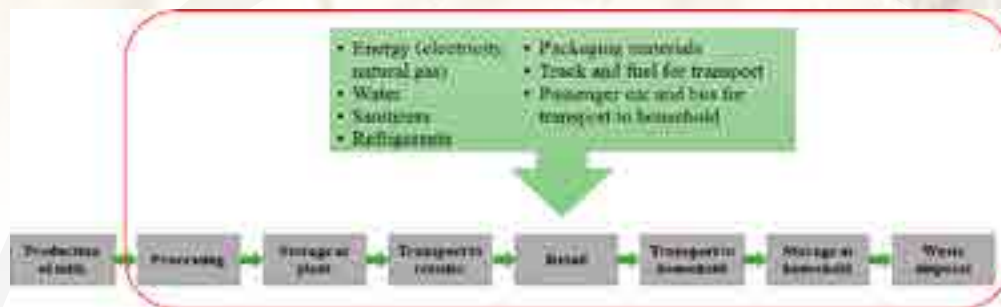 • Energy (electricity,
natural gas)
• Water
• Sanitizers
• Refrigerants
• Packaging materials
• Truck and fuel for transport
• Passenger car and bus for
transport to household
Production
of milk
Processing
Storage at
plant
Transport to
Retail
Transport to
household
Storage at
household
Waste
disposal